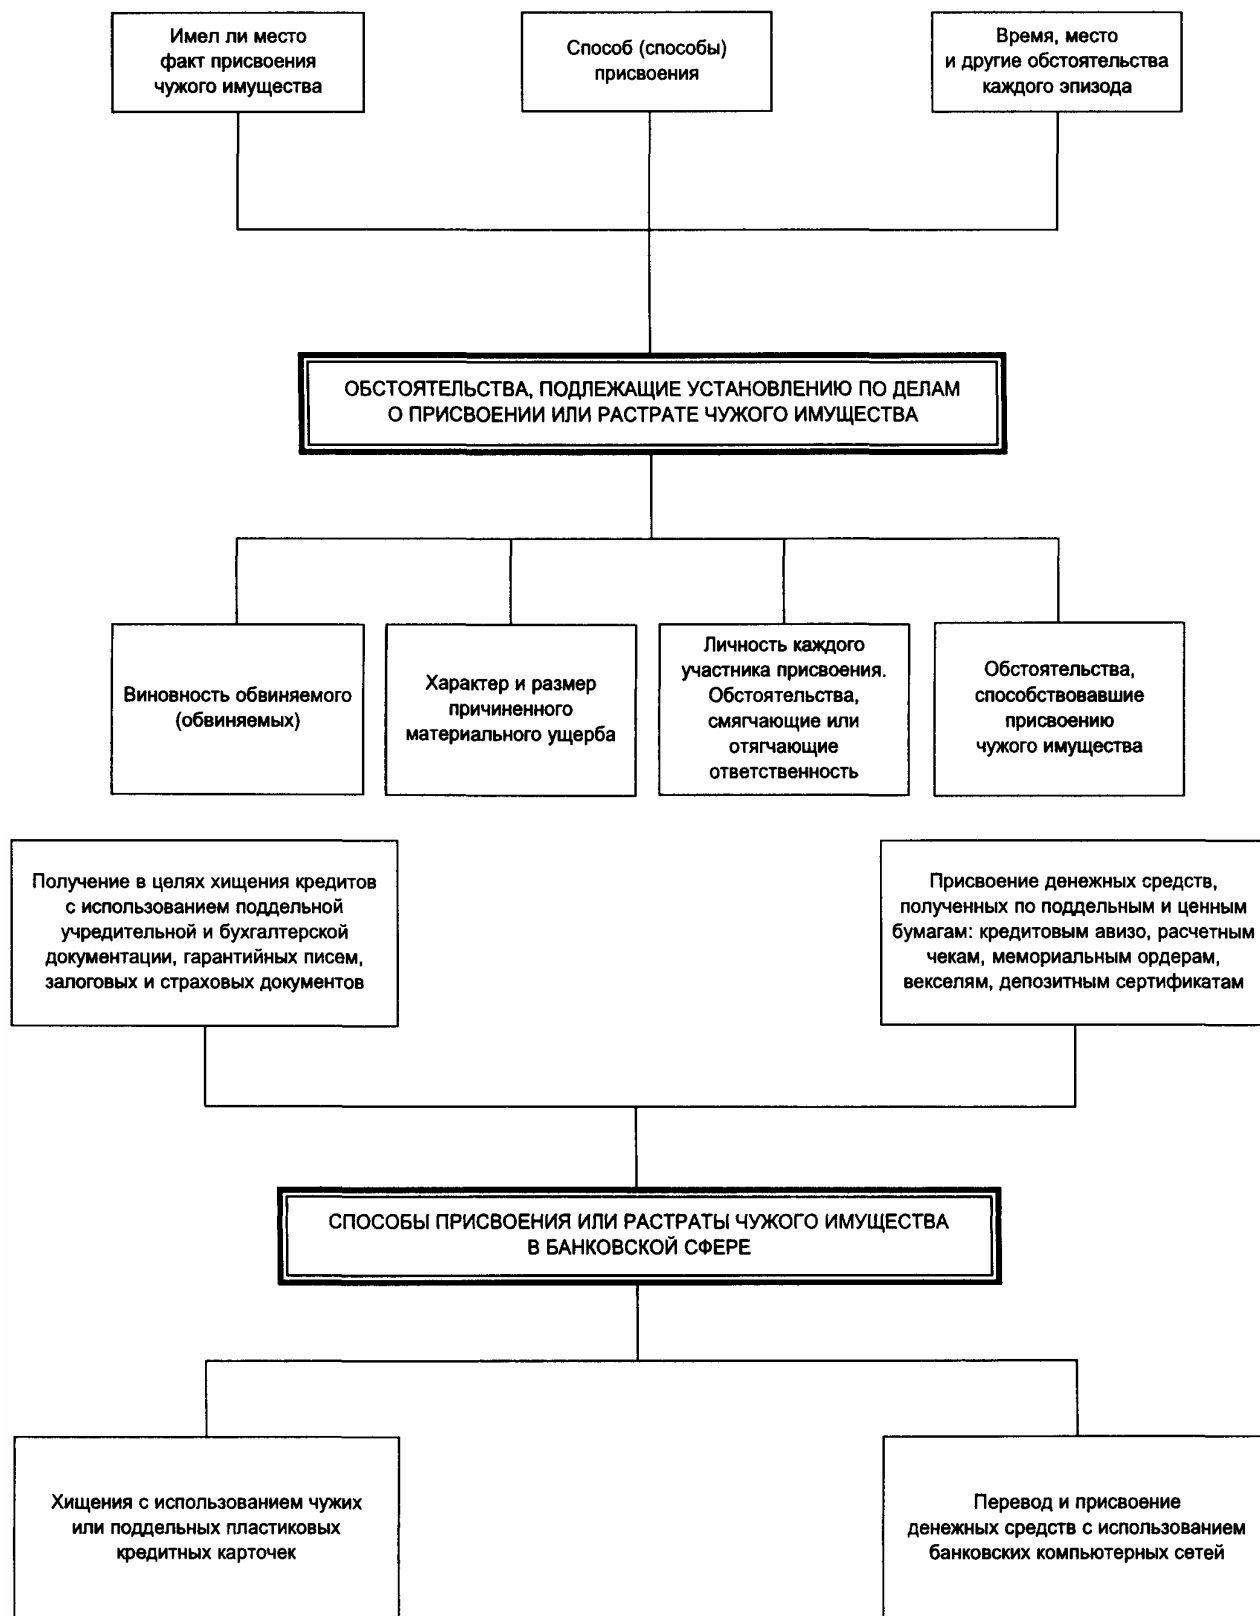 Имел ли место
факт присвоения
чужого имущества
Способ (способы)
присвоения
Время, место
и другие обстоятельства
каждого эпизода
ОБСТОЯТЕЛЬСТВА, ПОДЛЕЖАЩИЕ УСТАНОВЛЕНИЮ ПО ДЕЛАМ
О ПРИСВОЕНИИ ИЛИ РАСТРАТЕ ЧУЖОГО ИМУЩЕСТВА
Виновность обвиняемого
(обвиняемых)
Характер и размер
причиненного
материального ущерба
Личность каждого
участника присвоения.
Обстоятельства,
смягчающие или
отягчающие
ответственность
Обстоятельства,
способствовавшие
присвоению
чужого имущества
Получение в целях хищения кредитов
с использованием поддельной
учредительной и бухгалтерской
документации, гарантийных писем,
залоговых и страховых документов
Присвоение денежных средств,
полученных по поддельным и ценным
бумагам: кредитовым авизо, расчетным
чекам, мемориальным ордерам,
векселям, депозитным сертификатам
СПОСОБЫ ПРИСВОЕНИЯ ИЛИ РАСТРАТЫ ЧУЖОГО ИМУЩЕСТВА
В БАНКОВСКОЙ СФЕРЕ
Хищения с использованием чужих
или поддельных пластиковых
кредитных карточек
Перевод и присвоение
денежных средств с использованием
банковских компьютерных сетей